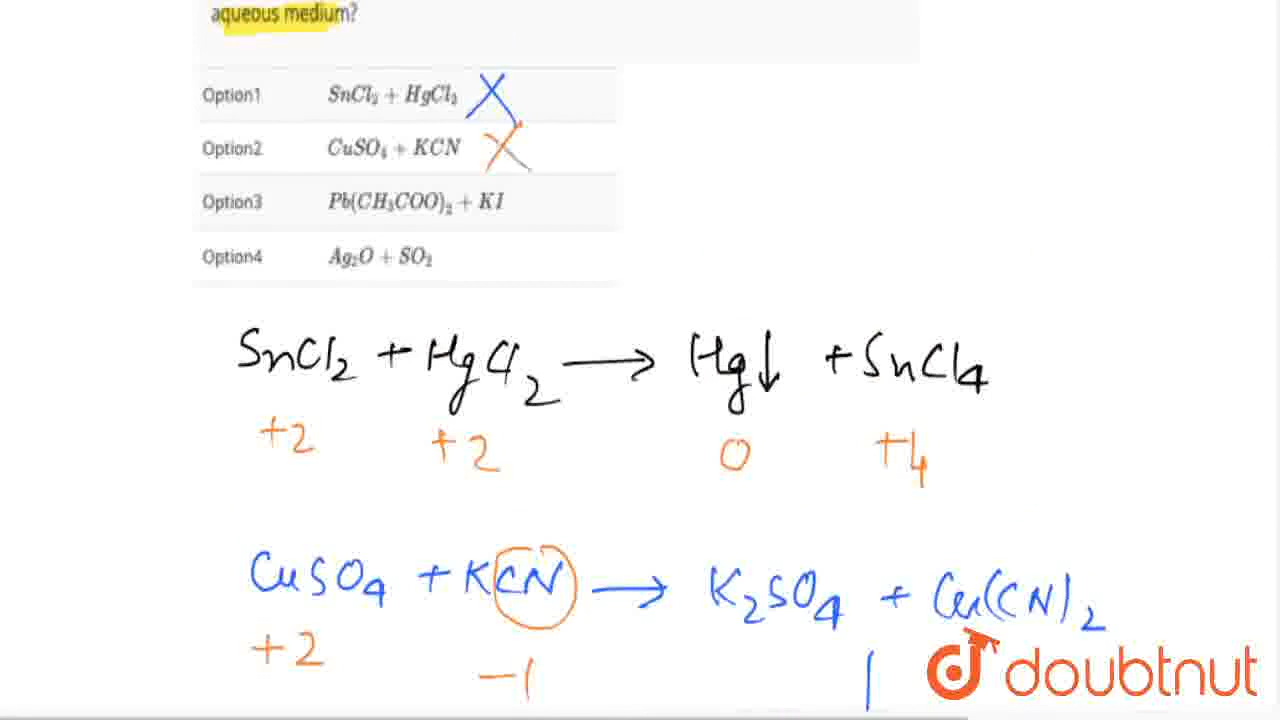 aqueous medium?
Option1 SnCl₂ + HgCl₂
Option2 CuSO₄ + KCN
Option3 Pb(CH₃COO)₂ + KI
Option4 Ag₂O + SO₂
SnCl₂ + HgCl₂ → Hg↓ + SnCl₄
+2 +2 0 +4
CuSO₄ + KCN → K₂SO₄ + Cu(CN)₂
+2 -1
doubtnut